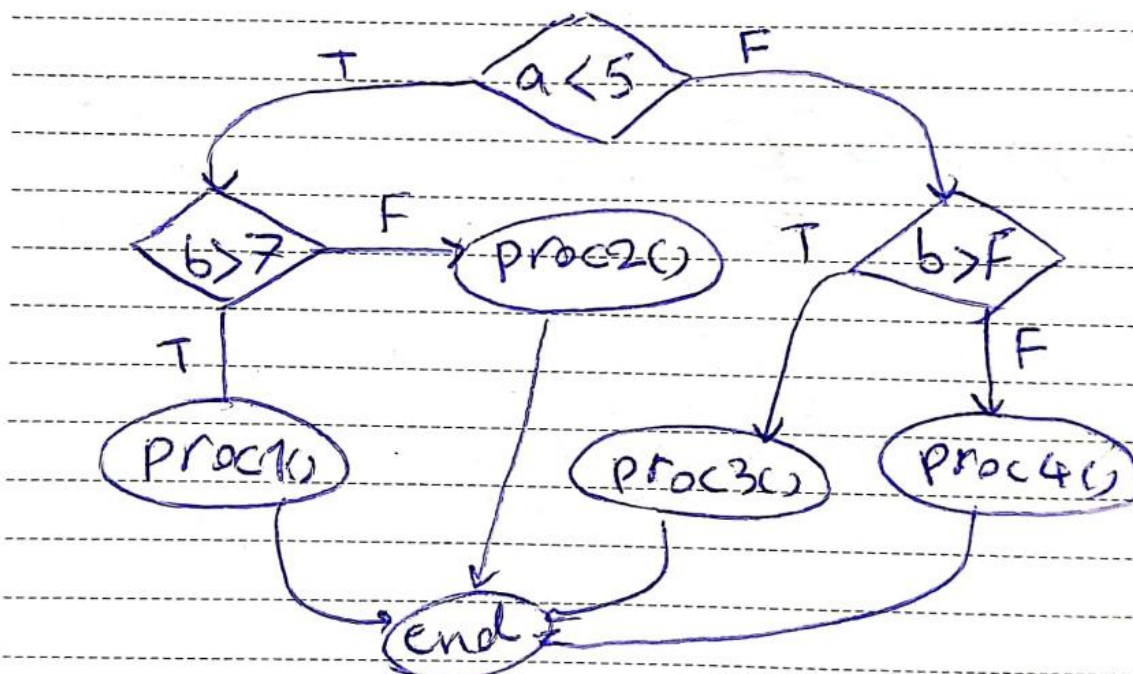 a<5
T
F
b>7
F
proc2()
T
b>F
T
F
proc1()
proc3()
proc4()
end